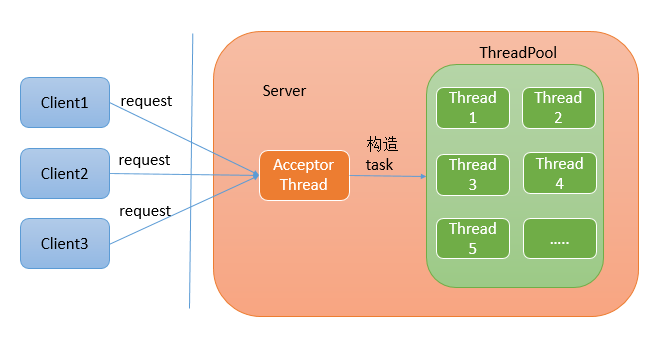 ThreadPool
Server
Client1
request
Client2
request
Client3
request
Acceptor
Thread
构造
task
Thread
1
Thread
2
Thread
3
Thread
4
Thread
5
.....